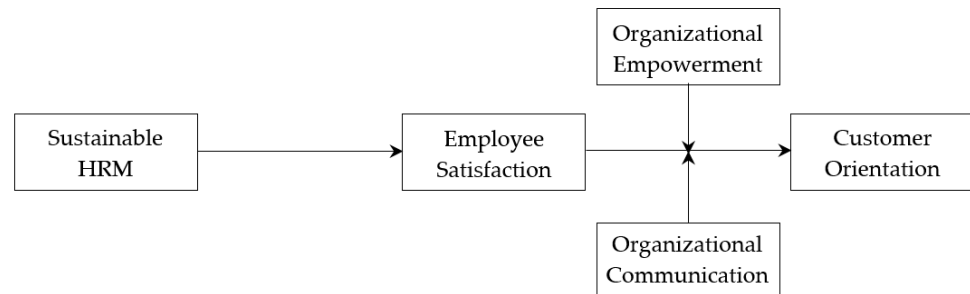 Organizational
Empowerment
Sustainable
HRM
Employee
Satisfaction
Customer
Orientation
Organizational
Communication